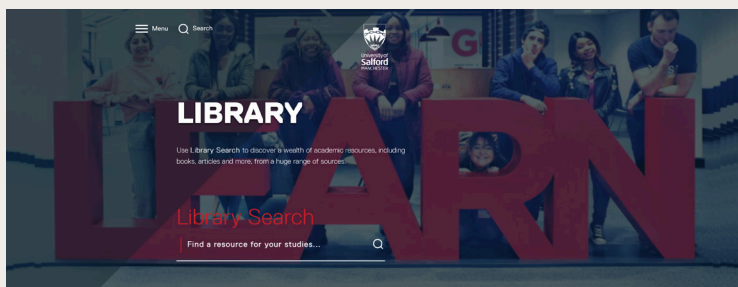 Menu
Search
University of
Salford
MANCHESTER
G
LIBRARY
Use Library Search to discover a wealth of academic resources, including
books, articles and more, from a huge range of sources.
LEARN
Library Search
Find a resource for your studies...